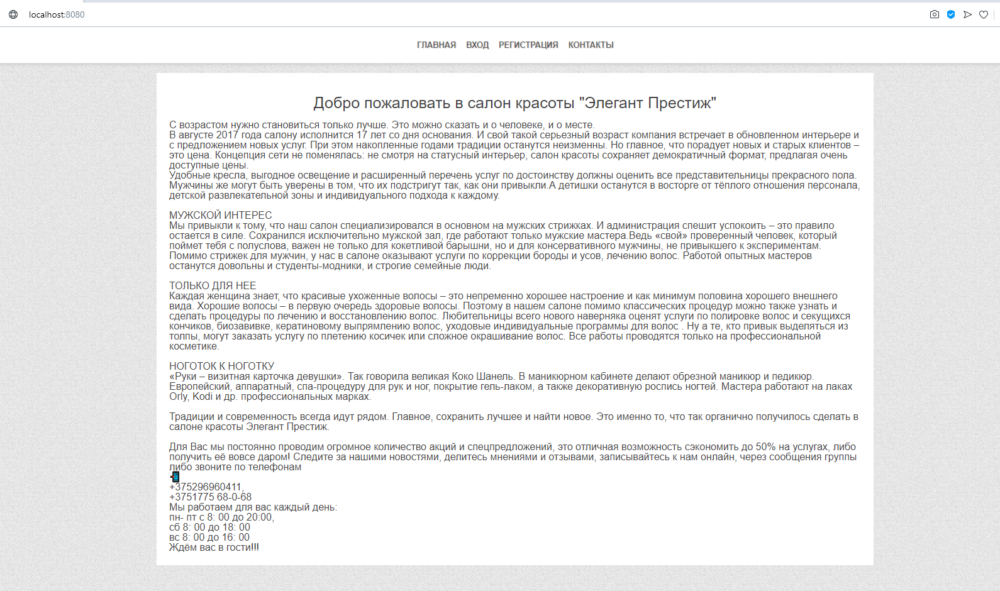 localhost:8080
ГЛАВНАЯ ВХОД РЕГИСТРАЦИЯ КОНТАКТЫ
Добро пожаловать в салон красоты "Элегант Престиж"
С возрастом нужно становиться только лучше. Это можно сказать и о человеке, и о месте.
В августе 2017 года салону исполнится 17 лет со дня основания. И свой такой серьезный возраст компания встречает в обновленном интерьере и
с предложением новых услуг. При этом накопленные годами традиции останутся неизменны. Но главное, что порадует новых и старых клиентов –
это цена. Концепция сети не поменялась: не смотря на статусный интерьер, салон красоты сохраняет демократичный формат, предлагая очень
доступные цены.
Удобные кресла, выгодное освещение и расширенный перечень услуг по достоинству должны оценить все представительницы прекрасного пола.
Мужчины же могут быть уверены в том, что их подстригут так, как они привыкли.А детишки останутся в восторге от тёплого отношения персонала,
детской развлекательной зоны и индивидуального подхода к каждому.
МУЖСКОЙ ИНТЕРЕС
Мы привыкли к тому, что наш салон специализировался в основном на мужских стрижках. И администрация спешит успокоить – это правило
остается в силе. Сохранился исключительно мужской зал, где работают только мужские мастера.Ведь «свой» проверенный человек, который
поймет тебя с полуслова, важен не только для кокетливой барышни, но и для консервативного мужчины, не привыкшего к экспериментам.
Помимо стрижек для мужчин, у нас в салоне оказывают услуги по коррекции бороды и усов, лечению волос. Работой опытных мастеров
останутся довольны и студенты-модники, и строгие семейные люди.
ТОЛЬКО ДЛЯ НЕЕ
Каждая женщина знает, что красивые ухоженные волосы – это непременно хорошее настроение и как минимум половина хорошего внешнего
вида. Хорошие волосы – в первую очередь здоровые волосы. Поэтому в нашем салоне помимо классических процедур можно также узнать и
сделать процедуры по лечению и восстановлению волос. Любительницы всего нового наверняка оценят услуги по полировке волос и секущихся
кончиков, биозавивке, кератиновому выпрямлению волос, уходовые индивидуальные программы для волос . Ну а те, кто привык выделяться из
толпы, могут заказать услугу по плетению косичек или сложное окрашивание волос. Все работы проводятся только на профессиональной
косметике.
НОГОТОК К НОГОТКУ
«Руки – визитная карточка девушки». Так говорила великая Коко Шанель. В маникюрном кабинете делают обрезной маникюр и педикюр.
Европейский, аппаратный, спа-процедуру для рук и ног, покрытие гель-лаком, а также декоративную роспись ногтей. Мастера работают на лаках
Orly, Kodi и др. профессиональных марках.
Традиции и современность всегда идут рядом. Главное, сохранить лучшее и найти новое. Это именно то, что так органично получилось сделать в
салоне красоты Элегант Престиж.
Для Вас мы постоянно проводим огромное количество акций и спецпредложений, это отличная возможность сэкономить до 50% на услугах, либо
получить её вовсе даром! Следите за нашими новостями, делитесь мнениями и отзывами, записывайтесь к нам онлайн, через сообщения группы
либо звоните по телефонам
+375296960411,
+3751775 68-0-68
Мы работаем для вас каждый день:
пн- пт с 8: 00 до 20:00,
сб 8: 00 до 18: 00
вс 8: 00 до 16: 00
Ждём вас в гости!!!